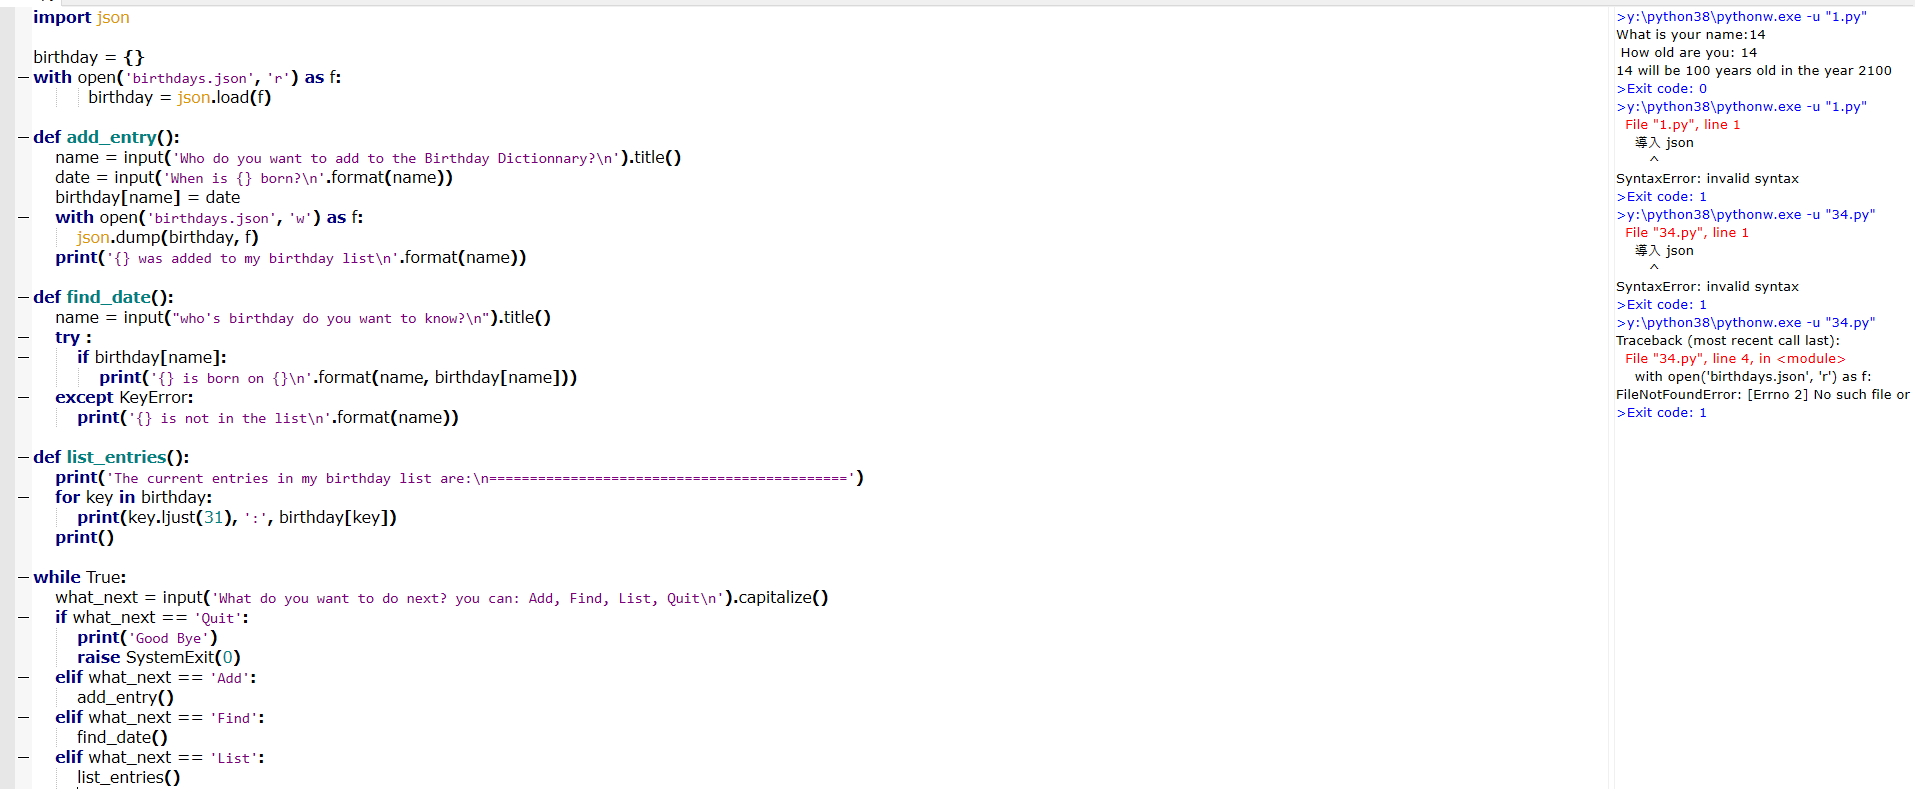 import json
birthday = {}
with open('birthdays.json', 'r') as f:
birthday = json.load(f)
def add_entry():
name = input('Who do you want to add to the Birthday Dictionnary?\n').title()
date = input('When is {} born?\n'.format(name))
birthday[name] = date
with open('birthdays.json', 'w') as f:
json.dump(birthday, f)
print('{} was added to my birthday list\n'.format(name))
def find_date():
name = input("who's birthday do you want to know?\n").title()
try :
if birthday[name]:
print('{} is born on {}\n'.format(name, birthday[name]))
except KeyError:
print('{} is not in the list\n'.format(name))
def list_entries():
print('The current entries in my birthday list are:\n============================================')
for key in birthday:
print(key.ljust(31), ':', birthday[key])
print()
while True:
what_next = input('What do you want to do next? you can: Add, Find, List, Quit\n').capitalize()
if what_next == 'Quit':
print('Good Bye')
raise SystemExit(0)
elif what_next == 'Add':
add_entry()
elif what_next == 'Find':
find_date()
elif what_next == 'List':
list_entries()
>y:\python38\pythonw.exe -u "1.py"
What is your name:14
How old are you: 14
14 will be 100 years old in the year 2100
>Exit code: 0
>y:\python38\pythonw.exe -u "1.py"
File "1.py", line 1
導入 json
^
SyntaxError: invalid syntax
>Exit code: 1
>y:\python38\pythonw.exe -u "34.py"
File "34.py", line 1
導入 json
^
SyntaxError: invalid syntax
>Exit code: 1
>y:\python38\pythonw.exe -u "34.py"
Traceback (most recent call last):
File "34.py", line 4, in <module>
with open('birthdays.json', 'r') as f:
FileNotFoundError: [Errno 2] No such file or
>Exit code: 1